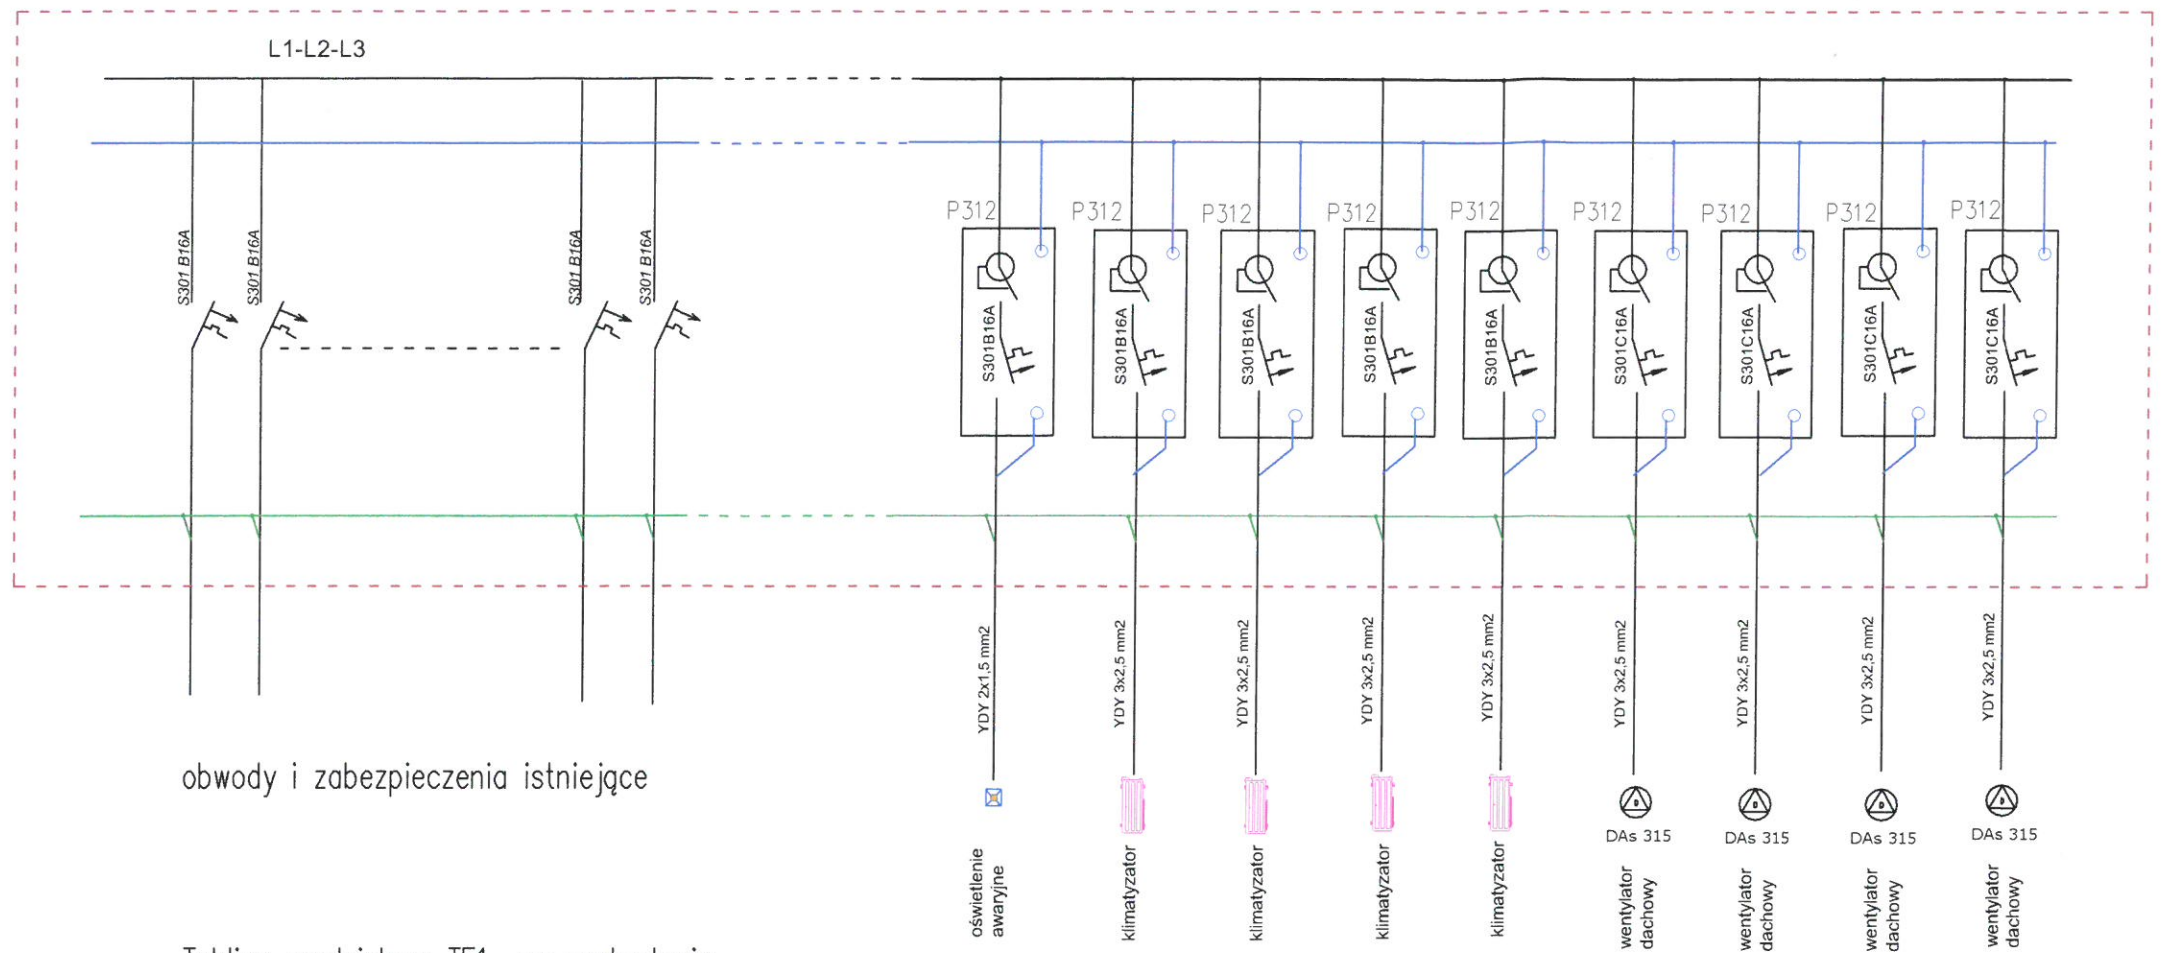 L1-L2-L3
S301 B16A
S301 B16A
S301 B16A
S301 B16A
P312
P312
P312
P312
P312
P312
P312
P312
P312
S301B16A
S301B16A
S301B16A
S301B16A
S301B16A
S301C16A
S301C16A
S301C16A
S301C16A
YDY 2x1,5 mm2
YDY 3x2,5 mm2
YDY 3x2,5 mm2
YDY 3x2,5 mm2
YDY 3x2,5 mm2
YDY 3x2,5 mm2
YDY 3x2,5 mm2
YDY 3x2,5 mm2
YDY 3x2,5 mm2
obwody i zabezpieczenia istniejące
DAs 315
DAs 315
DAs 315
DAs 315
oświetlenie
awaryjne
klimatyzator
klimatyzator
klimatyzator
klimatyzator
wentylator
dachowy
wentylator
dachowy
wentylator
dachowy
wentylator
dachowy